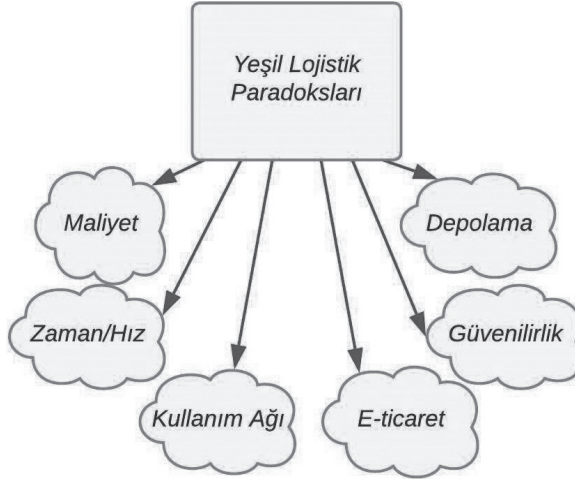 Yeşil Lojistik
Paradoksları
Maliyet
Depolama
Zaman/Hız
Güvenilirlik
Kullanım Ağı
E-ticaret